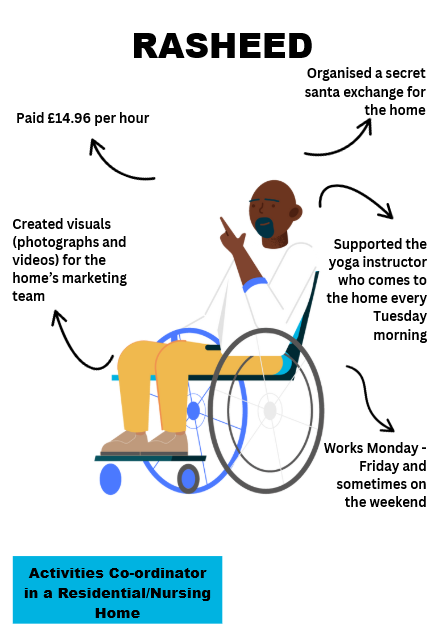 RASHEED
Organised a secret
santa exchange for
the home
Paid £14.96 per hour
Created visuals
(photographs and
videos) for the
home's marketing
team
Supported the
yoga instructor
who comes to
the home every
Tuesday
morning
Works Monday -
Friday and
sometimes on
the weekend
Activities Co-ordinator
in a Residential/Nursing
Home